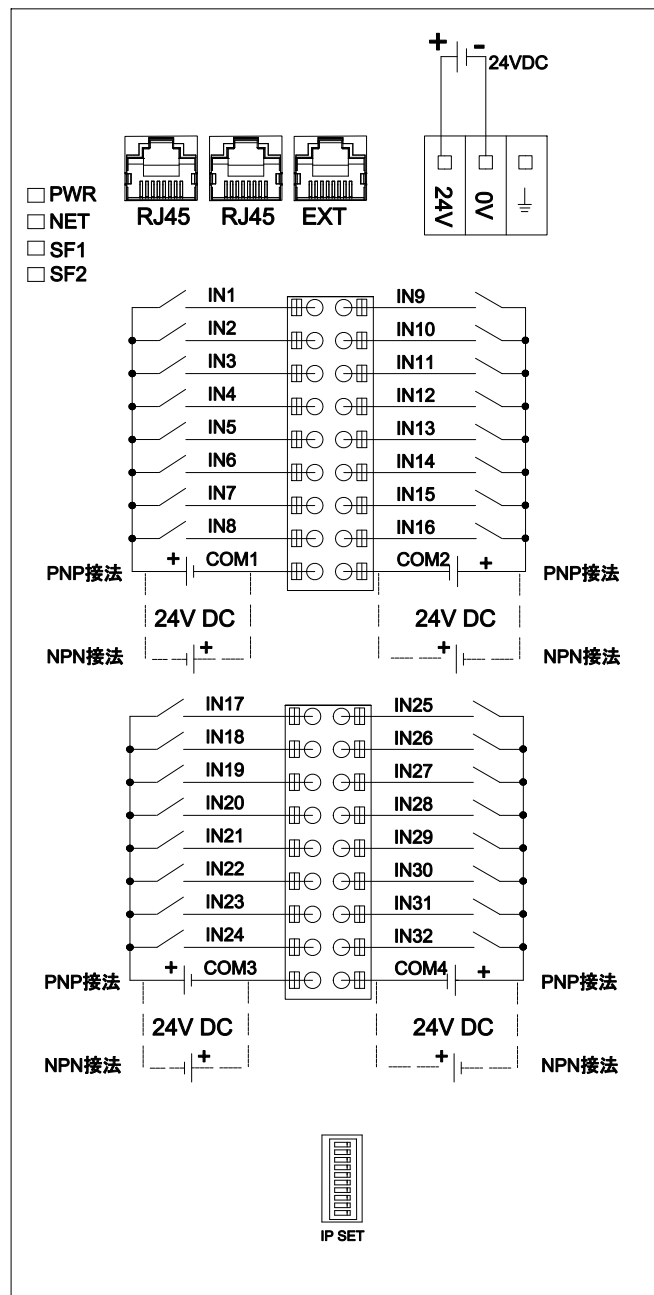 + -
24VDC
24V 0V
PWR
NET
SF1
SF2
RJ45 RJ45 EXT
IN1 IN9
IN2 IN10
IN3 IN11
IN4 IN12
IN5 IN13
IN6 IN14
IN7 IN15
IN8 IN16
+ COM1 COM2 +
PNP接法 PNP接法
24V DC 24V DC
NPN接法 + + NPN接法
IN17 IN25
IN18 IN26
IN19 IN27
IN20 IN28
IN21 IN29
IN22 IN30
IN23 IN31
IN24 IN32
+ COM3 COM4 +
PNP接法 PNP接法
24V DC 24V DC
NPN接法 + + NPN接法
IP SET